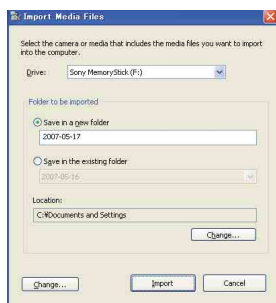 Import Media Files
Select the camera or media that includes the media files you want to import
into the computer.
Drive:
Sony MemoryStick (F:)
Folder to be imported
Save in a new folder
2007-05-17
Save in the existing folder
2007-05-16
Location:
C:¥Documents and Settings
Change...
Change...
Import
Cancel